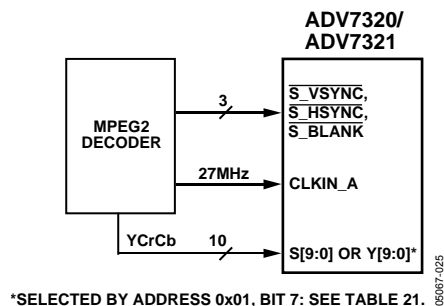 ADV7320/
ADV7321
MPEG2
DECODER
3
S_VSYNC,
S_HSYNC,
S_BLANK
27MHz
CLKIN_A
YCrCb
10
S[9:0] OR Y[9:0]*
*SELECTED BY ADDRESS 0x01, BIT 7: SEE TABLE 21.
05067-025